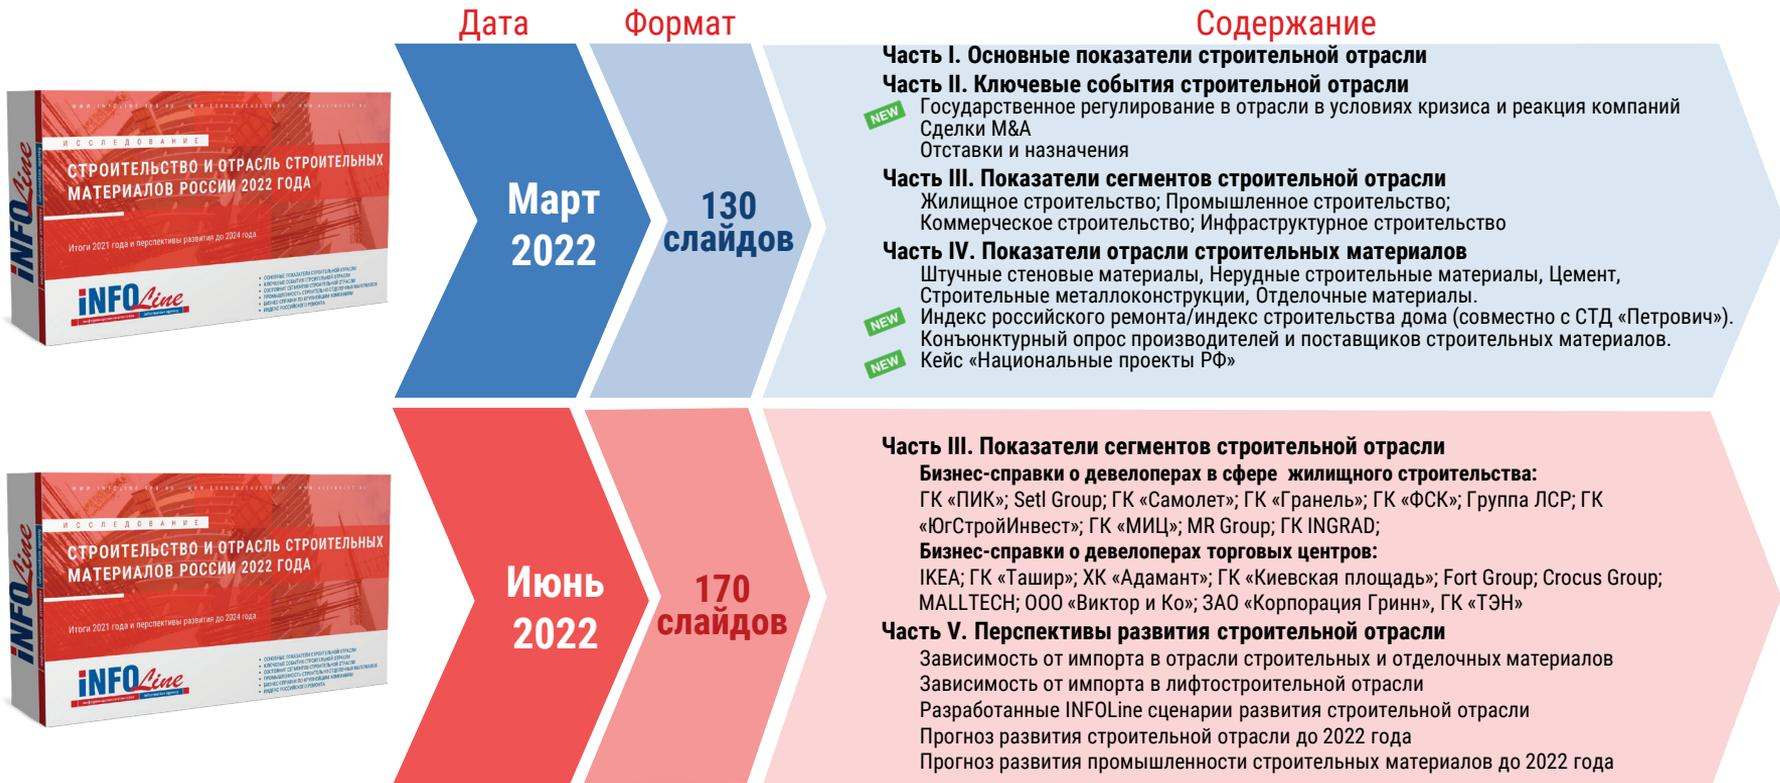 Дата
Формат
Содержание
WWW.INFOLINE.SPB.RU
ИССЛЕДОВАНИЕ
СТРОИТЕЛЬСТВО И ОТРАСЛЬ СТРОИТЕЛЬНЫХ
МАТЕРИАЛОВ РОССИИ 2022 ГОДА
Итоги 2021 года и перспективы развития до 2024 года
INFOLine
iNFOLine
Март
2022
130
слайдов
Часть I. Основные показатели строительной отрасли
Часть II. Ключевые события строительной отрасли
NEW
Государственное регулирование в отрасли в условиях кризиса и реакция компаний
Сделки M&A
Отставки и назначения
Часть III. Показатели сегментов строительной отрасли
Жилищное строительство; Промышленное строительство;
Коммерческое строительство; Инфраструктурное строительство
Часть IV. Показатели отрасли строительных материалов
Штучные стеновые материалы, Нерудные строительные материалы, Цемент,
Строительные металлоконструкции, Отделочные материалы.
NEW
Индекс российского ремонта/индекс строительства дома (совместно с СТД «Петрович»).
Конъюнктурный опрос производителей и поставщиков строительных материалов.
NEW
Кейс «Национальные проекты РФ»
ИССЛЕДОВАНИЕ
СТРОИТЕЛЬСТВО И ОТРАСЛЬ СТРОИТЕЛЬНЫХ
МАТЕРИАЛОВ РОССИИ 2022 ГОДА
Итоги 2021 года и перспективы развития до 2024 года
INFOLine
iNFOLine
Июнь
2022
170
слайдов
Часть III. Показатели сегментов строительной отрасли
Бизнес-справки о девелоперах в сфере жилищного строительства:
ГК «ПИК»; Setl Group; ГК «Самолет»; ГК «Гранель»; ГК «ФСК»; Группа ЛСР; ГК
«ЮгСтройИнвест»; ГК «МИЦ»; MR Group; ГК INGRAD;
Бизнес-справки о девелоперах торговых центров:
IKEA; ГК «Ташир»; ХК «Адамант»; ГК «Киевская площадь»; Fort Group; Crocus Group;
MALLTECH; ООО «Виктор и Ко»; ЗАО «Корпорация Гринн», ГК «ТЭН»
Часть V. Перспективы развития строительной отрасли
Зависимость от импорта в отрасли строительных и отделочных материалов
Зависимость от импорта в лифтостроительной отрасли
Разработанные INFOLine сценарии развития строительной отрасли
Прогноз развития строительной отрасли до 2022 года
Прогноз развития промышленности строительных материалов до 2022 года